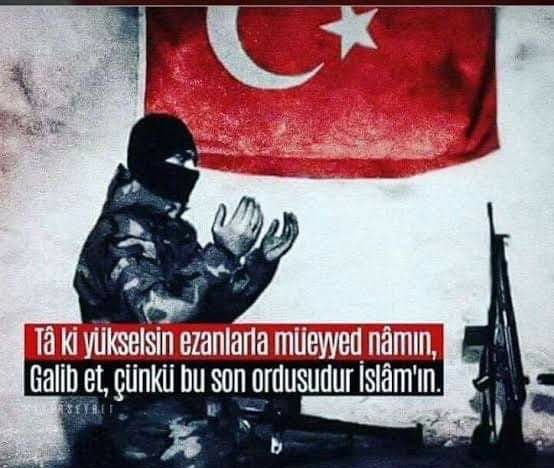 Tâ ki yükselsin ezanlarla müeyyed nâmın,
Galib et, çünkü bu son ordusudur İslâm'ın.